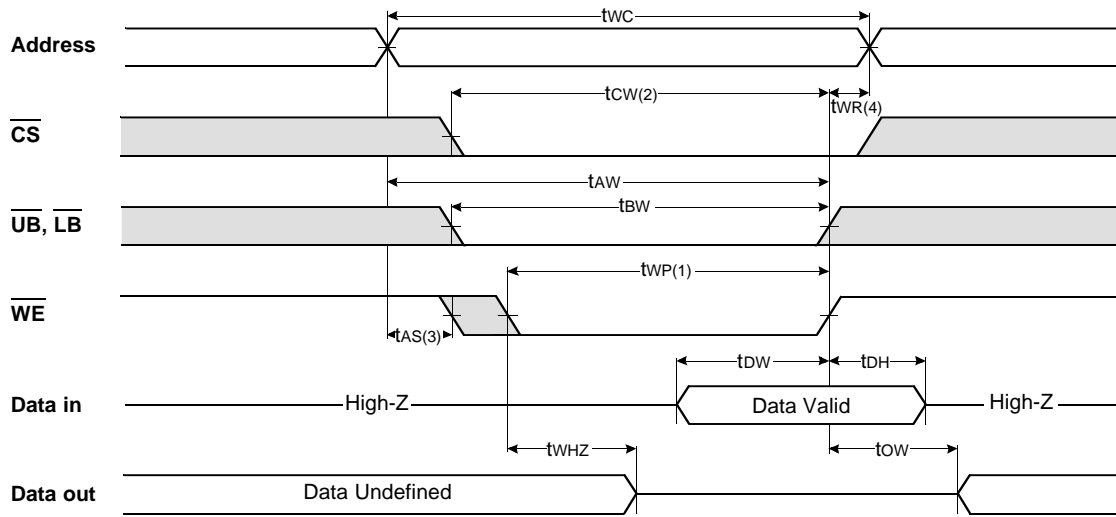 tWC
Address
tCW(2)
tWR(4)
CS
tAW
tBW
UB, LB
tWP(1)
WE
tAS(3)
tDW
tDH
Data in
High-Z
Data Valid
High-Z
tWHZ
tOW
Data out
Data Undefined